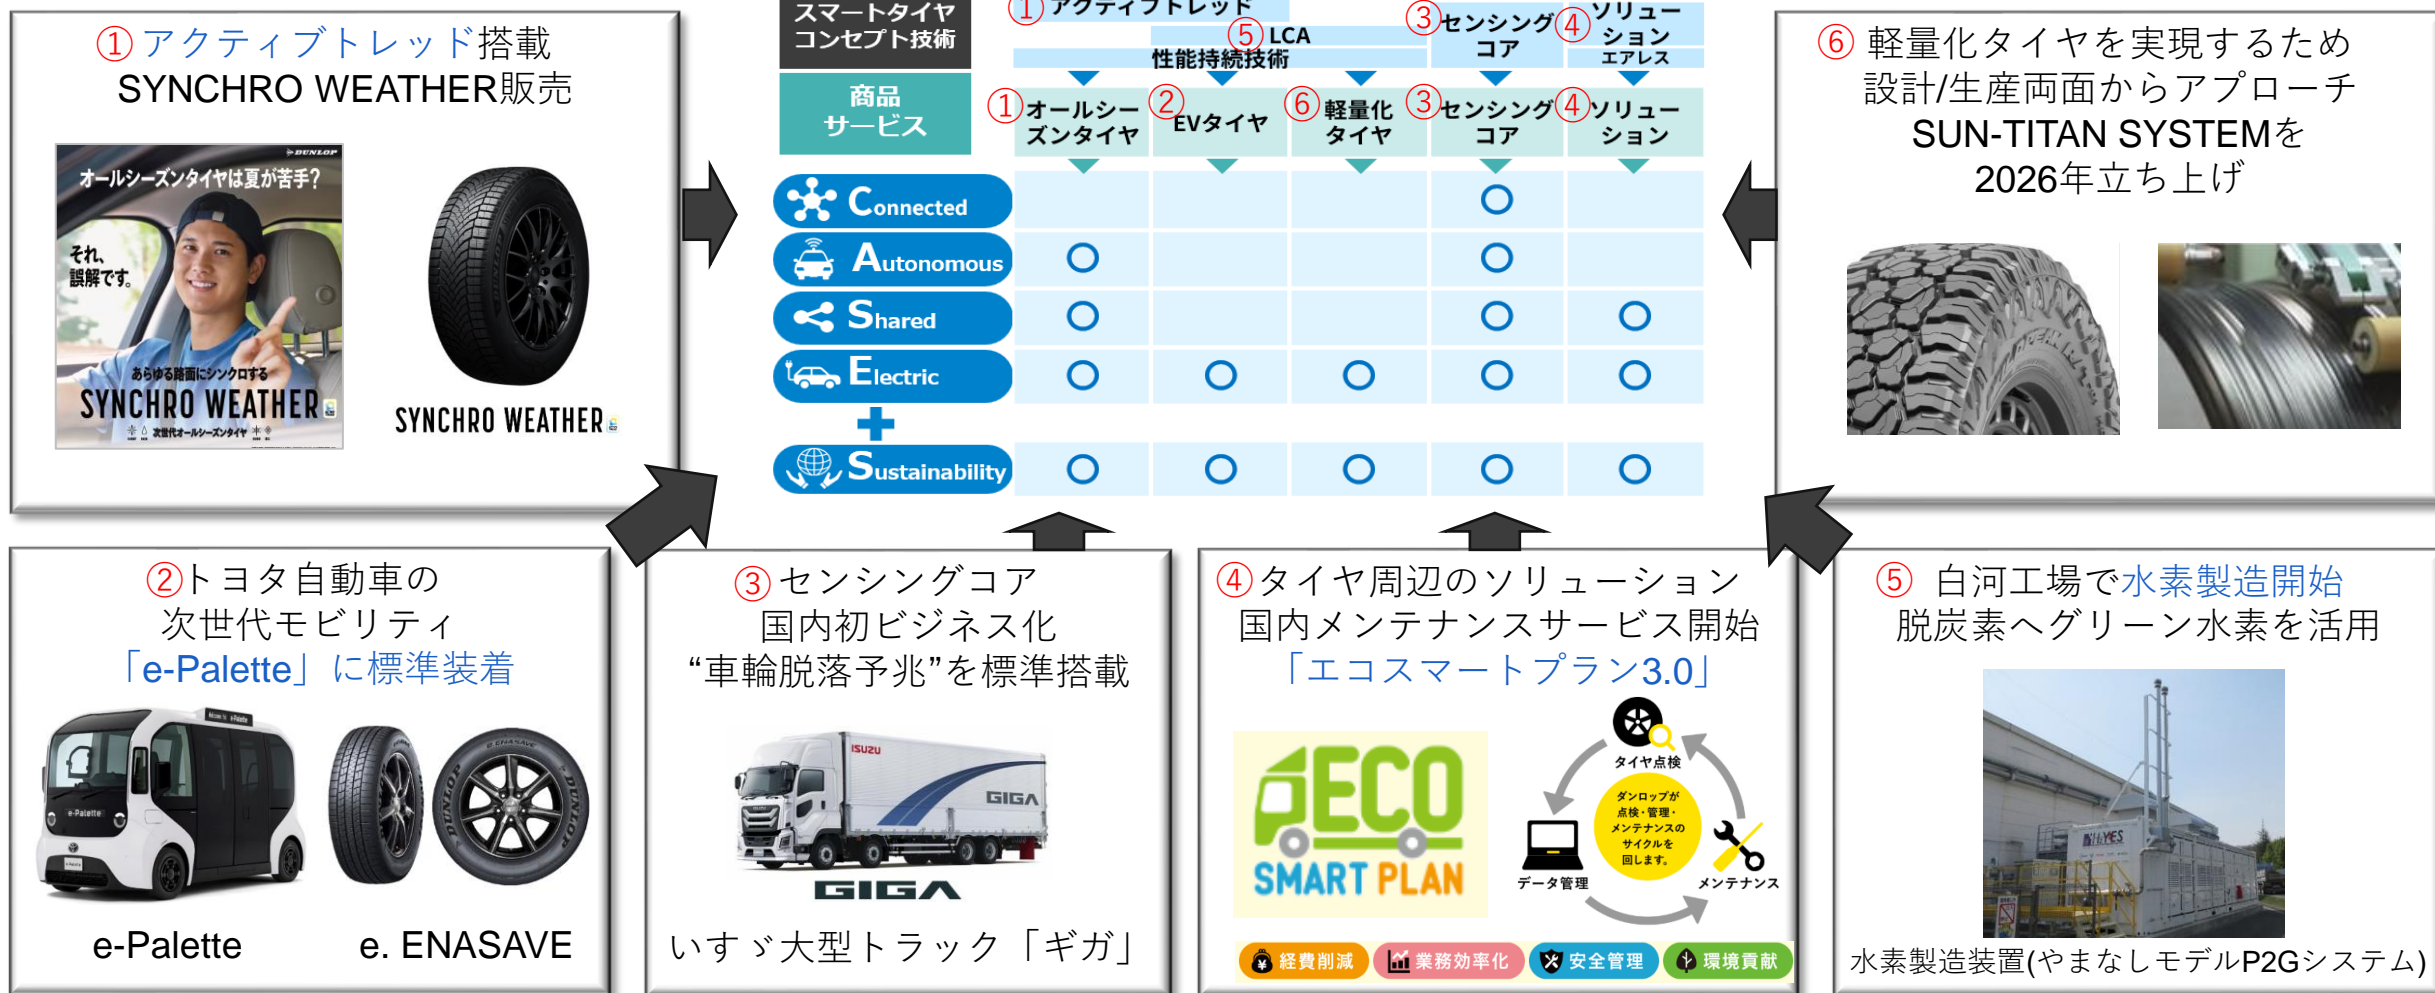 ①アクティブトレッド搭載
SYNCHRO WEATHER販売
DUNLOP
オールシーズンタイヤは夏が苦手?
それ、
誤解です。
あらゆる路面にシンクロする
SYNCHRO WEATHER
次世代オールシーズンタイヤ
SYNCHRO WEATHER
スマートタイヤ
コンセプト技術
①アクティブトレッド
⑤LCA
性能持続技術
③センシング
コア
④ソリュー
ション
エアレス
商品
サービス
①オールシー
ズンタイヤ
②EVタイヤ
⑥軽量化
タイヤ
③センシング
コア
④ソリュー
ション
Connected
Autonomous
Shared
Electric
Sustainability
⑥ 軽量化タイヤを実現するため
設計/生産両面からアプローチ
SUN-TITAN SYSTEMを
2026年立ち上げ
②トヨタ自動車の
次世代モビリティ
「e-Palette」に標準装着
e-Palette
e-Palette
e. ENASAVE
DUNLOP
e-Palette
e. ENASAVE
③センシングコア
国内初ビジネス化
“車輪脱落予兆”を標準搭載
ISUZU
GIGA
GIGA
いすゞ大型トラック「ギガ」
④タイヤ周辺のソリューション
国内メンテナンスサービス開始
「エコスマートプラン3.0」
ECO
SMART PLAN
タイヤ点検
ダンロップが
点検・管理・
メンテナンスの
サイクルを
回します。
データ管理
メンテナンス
経費削減
業務効率化
安全管理
環境貢献
⑤ 白河工場で水素製造開始
脱炭素へグリーン水素を活用
水素製造装置(やまなしモデルP2Gシステム)